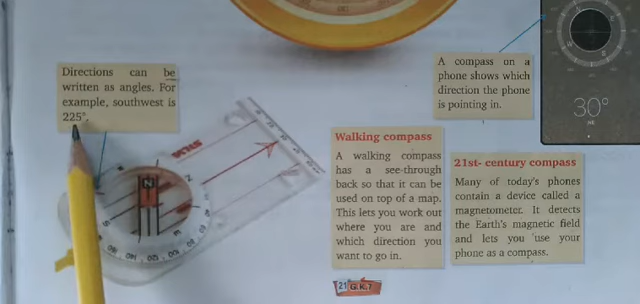 Directions can be
written as angles. For
example, southwest is
225°.
A compass on a
phone shows which
direction the phone
is pointing in.
30°
Walking compass
A walking compass
has a see-through
back so that it can be
used on top of a map.
This lets you work out
where you are and
which direction you
want to go in.
21st- century compass
Many of today's phones
contain a device called a
magnetometer. It detects
the Earth's magnetic field
and lets you use your
phone as a compass.
N
21 G.K.7